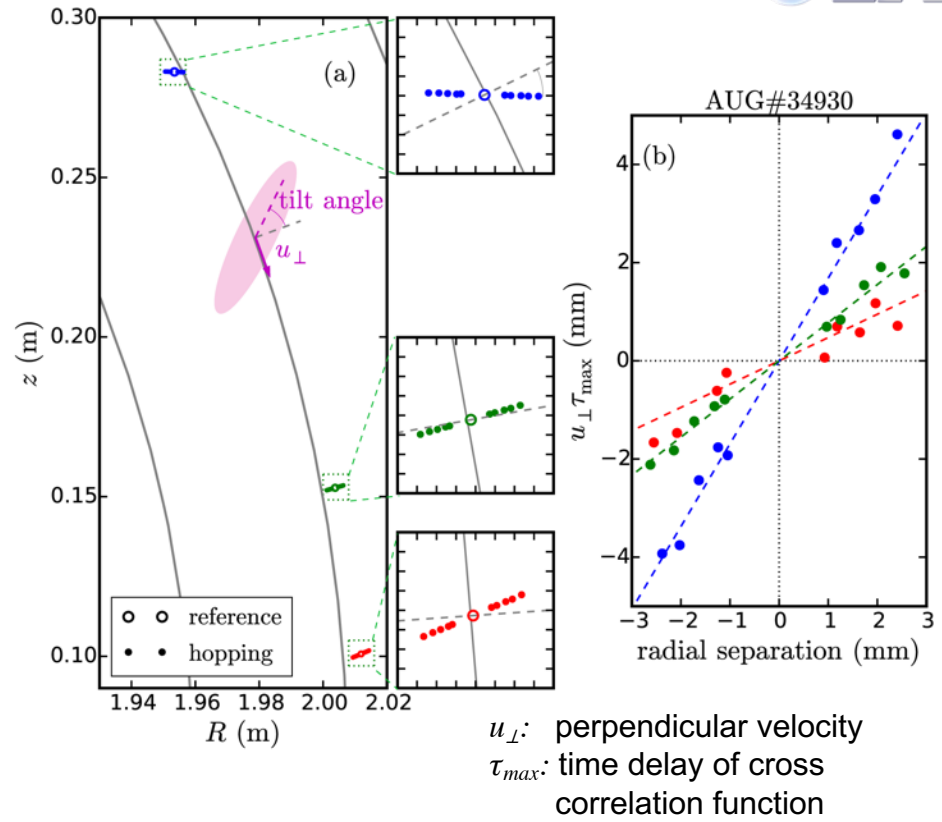 0.30
0.25
0.20
0.15
0.10
z (m)
1.94 1.96 1.98 2.00 2.02
R (m)
(a)
tilt angle
u⊥
reference
hopping
AUG#34930
(b)
4
2
0
−2
−4
u⊥τmax (mm)
−3 −2 −1 0 1 2 3
radial separation (mm)
u⊥: perpendicular velocity
τmax: time delay of cross
correlation function